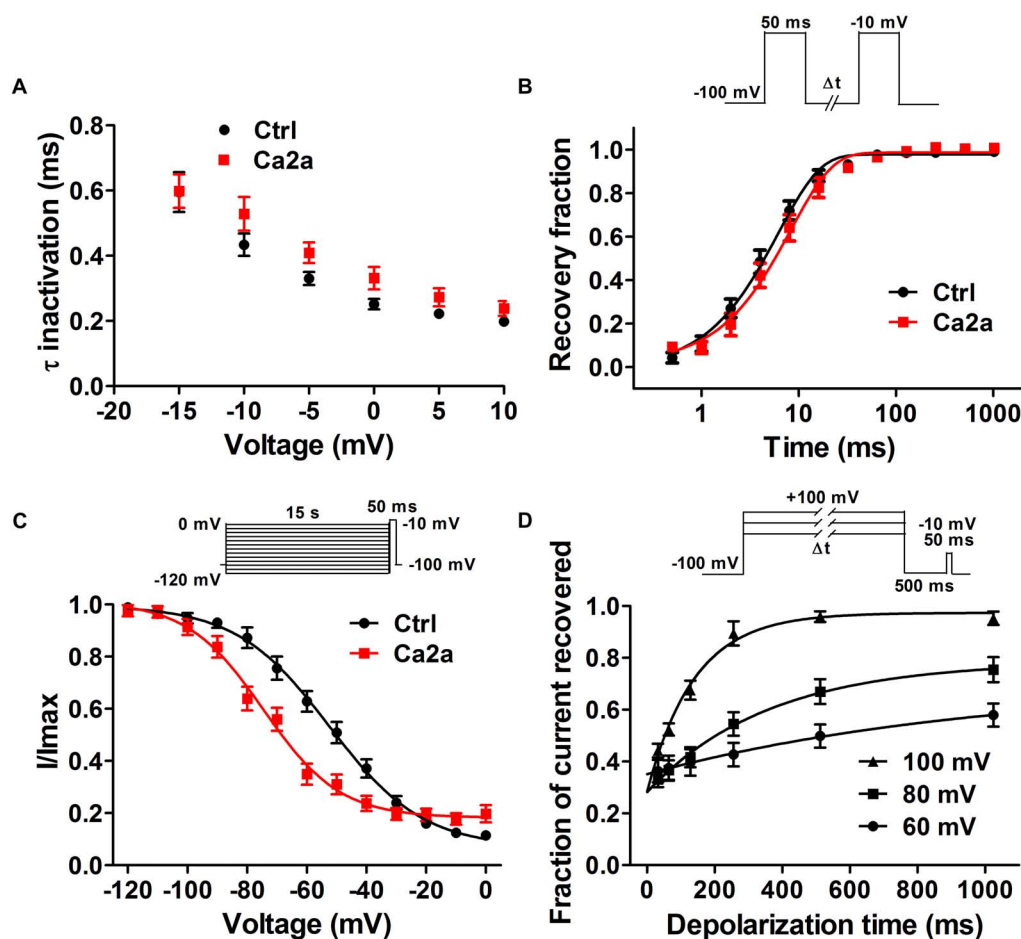 A
τ inactivation (ms)
0.8
0.6
0.4
0.2
0.0
Ctrl
Ca2a
-20 -15 -10 -5 0 5 10
Voltage (mV)
B
50 ms -10 mV
-100 mV Δt
Recovery fraction
1.0
0.8
0.6
0.4
0.2
0.0
Ctrl
Ca2a
1 10 100 1000
Time (ms)
C
50 ms
0 mV 15 s -10 mV
-100 mV
-120 mV
I/Imax
1.0
0.8
0.6
0.4
0.2
0.0
Ctrl
Ca2a
-120 -100 -80 -60 -40 -20 0
Voltage (mV)
D
+100 mV
-10 mV
50 ms
Δt
-100 mV
500 ms
Fraction of current recovered
1.0
0.8
0.6
0.4
0.2
0.0
100 mV
80 mV
60 mV
0 200 400 600 800 1000
Depolarization time (ms)